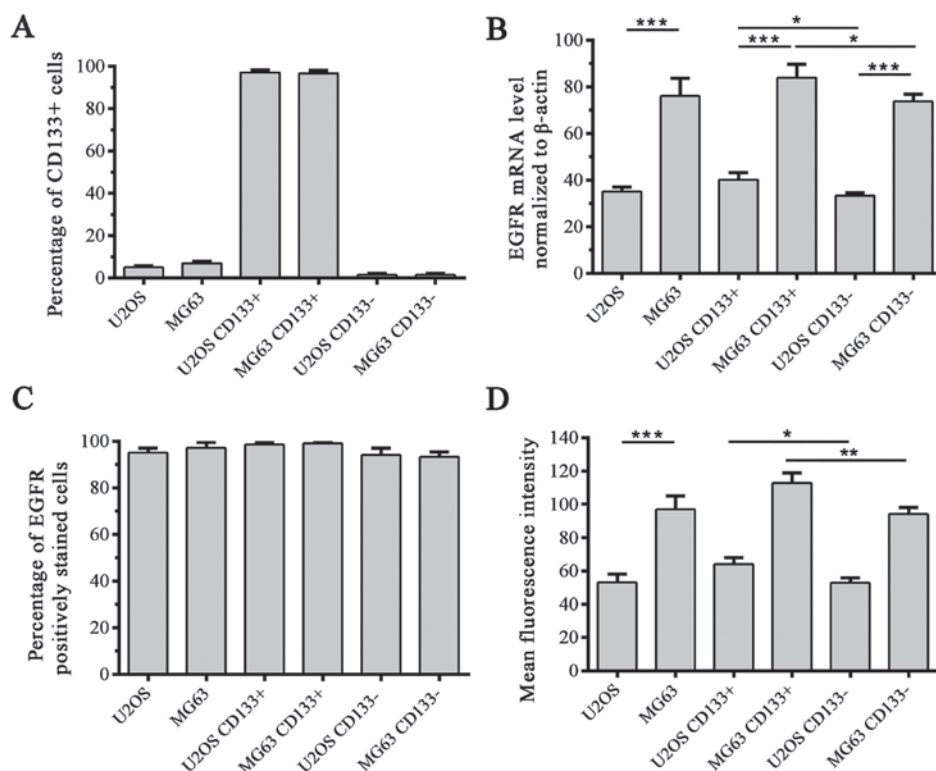 A
Percentage of CD133+ cells
100
80
60
40
20
0
U2OS
MG63
U2OS CD133+
MG63 CD133+
U2OS CD133-
MG63 CD133-
B
EGFR mRNA level
normalized to β-actin
100
80
60
40
20
0
***
*
***
*
***
U2OS
MG63
U2OS CD133+
MG63 CD133+
U2OS CD133-
MG63 CD133-
C
Percentage of EGFR
positively stained cells
100
80
60
40
20
0
U2OS
MG63
U2OS CD133+
MG63 CD133+
U2OS CD133-
MG63 CD133-
D
Mean fluorescence intensity
140
120
100
80
60
40
20
0
***
*
**
U2OS
MG63
U2OS CD133+
MG63 CD133+
U2OS CD133-
MG63 CD133-